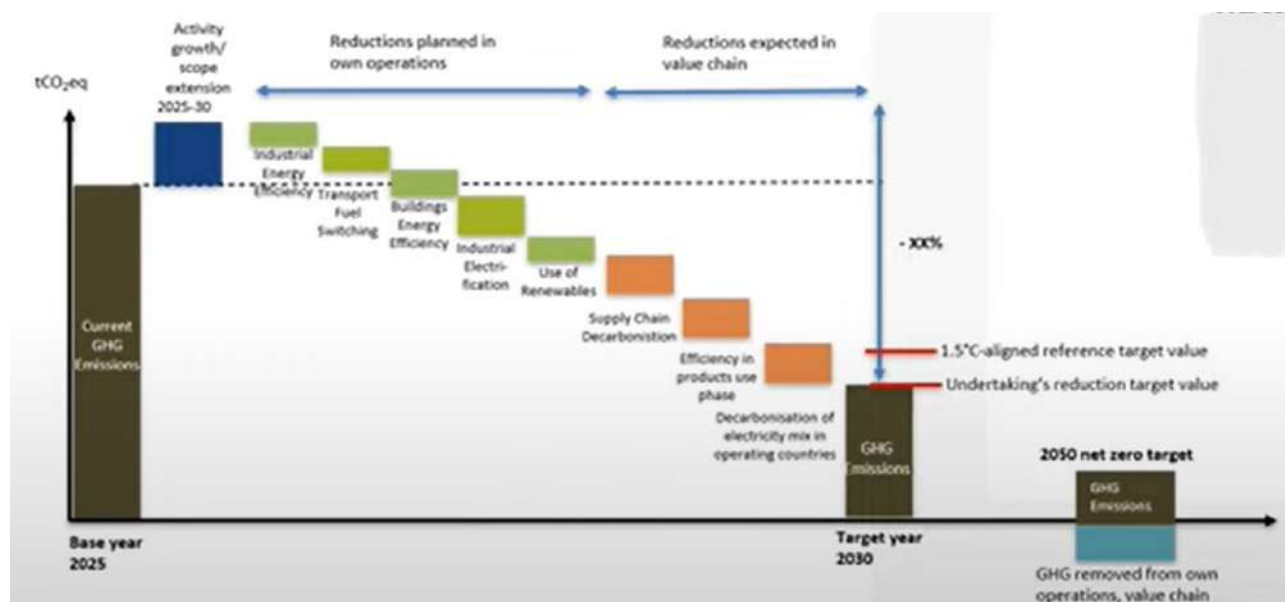 Activity
growth/
scope
extension
2025-30
Reductions planned in
own operations
Reductions expected in
value chain
tCO₂eq
Industrial
Energy
Efficiency
Transport
Fuel
Switching
Buildings
Energy
Efficiency
Industrial
Electri-
fication
Use of
Renewables
Supply Chain
Decarbonistion
Efficiency in
products use
phase
Decarbonisation of
electricity mix in
operating countries
- XX%
1.5°C-aligned reference target value
Undertaking's reduction target value
Current
GHG
Emissions
GHG
Emissions
2050 net zero target
GHG
Emissions
Base year
2025
Target year
2030
GHG removed from own
operations, value chain